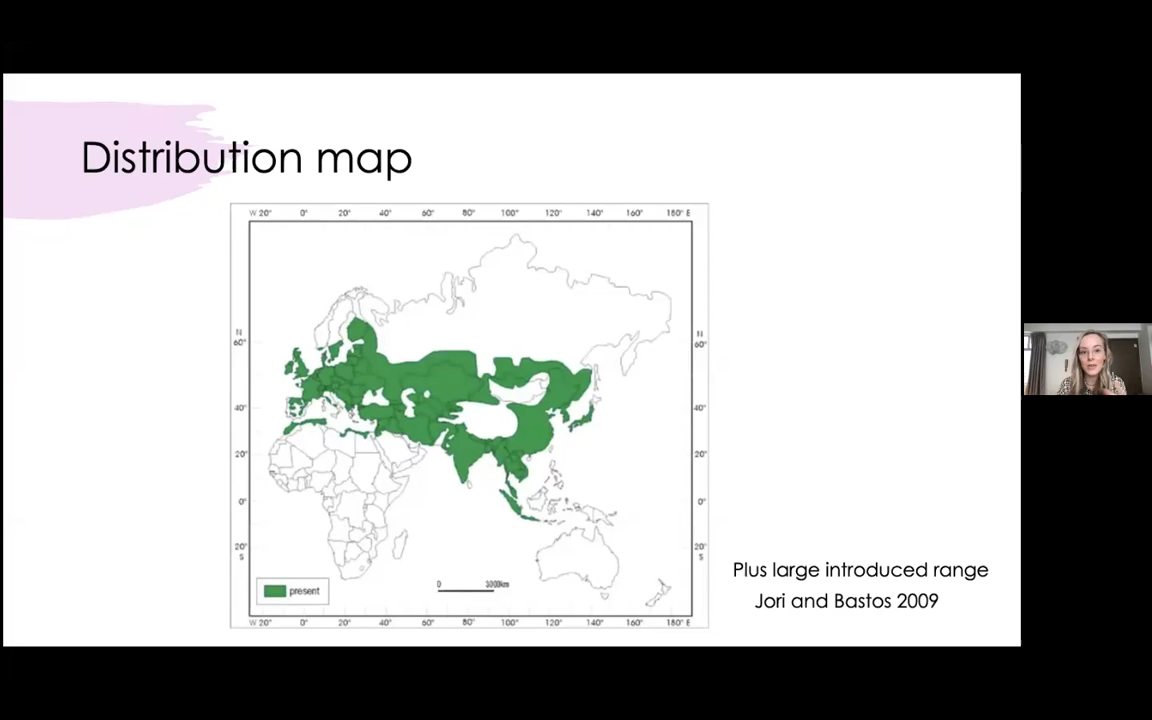 Distribution map
W 20° 0° 20° 40° 60° 80° 100° 120° 140° 160° 180° E
N N
60° 60°
40° 40°
20° 20°
0° 0°
20° 20°
S S
present
0 3000km
W 20° 0° 20° 40° 60° 80° 100° 120° 140° 160° 180° E
Plus large introduced range
Jori and Bastos 2009